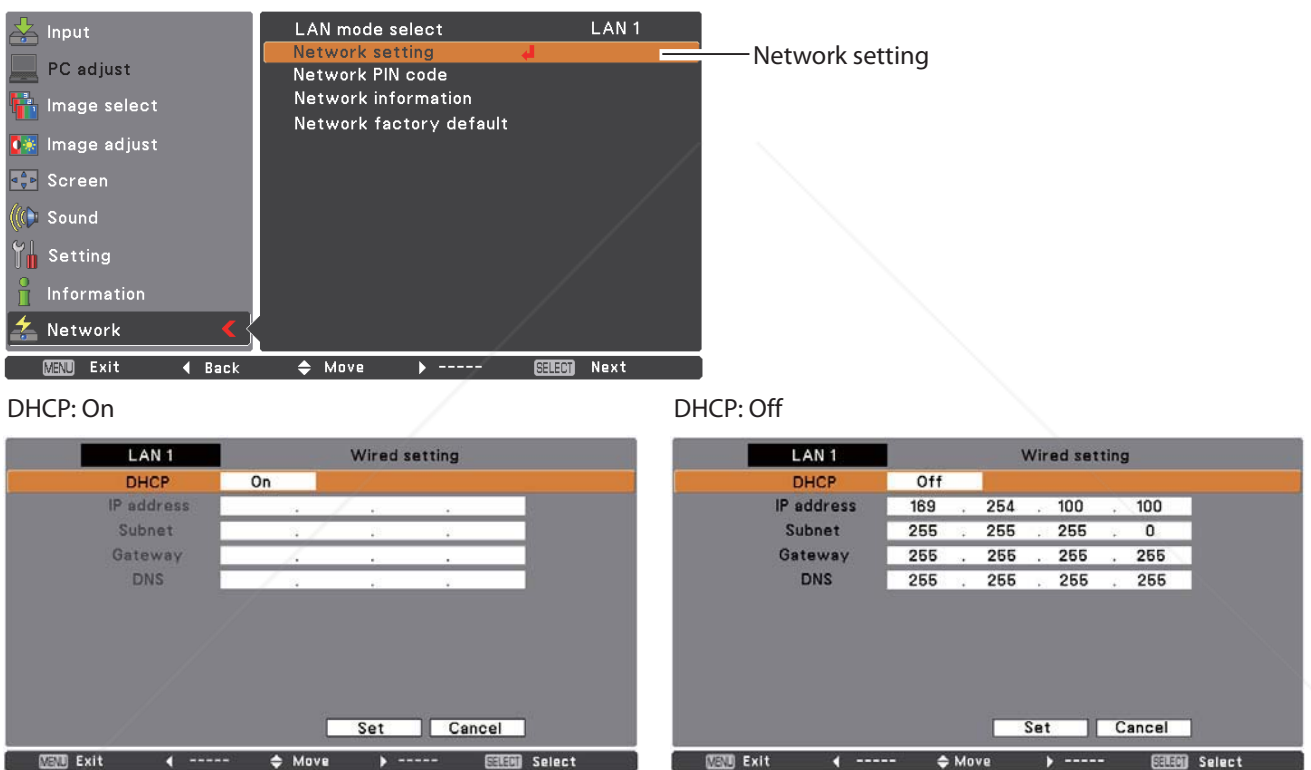 Input
PC adjust
Image select
Image adjust
Screen
Sound
Setting
Information
Network
LAN mode select LAN 1
Network setting
Network PIN code
Network information
Network factory default
Network setting
MENU Exit Back Move ----- SELECT Next
DHCP: On
LAN 1 Wired setting
DHCP On
IP address . . .
Subnet . . .
Gateway . . .
DNS . . .
Set Cancel
MENU Exit ----- Move ----- SELECT Select
DHCP: Off
LAN 1 Wired setting
DHCP Off
IP address 169 . 254 . 100 . 100
Subnet 255 . 255 . 255 . 0
Gateway 255 . 255 . 255 . 255
DNS 255 . 255 . 255 . 255
Set Cancel
MENU Exit ----- Move ----- SELECT Select